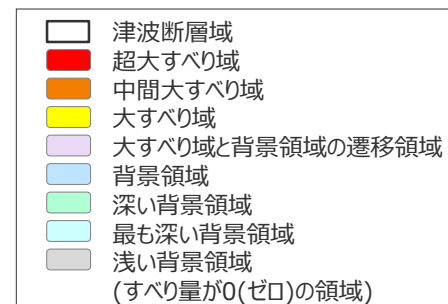 津波断層域
超大すべり域
中間大すべり域
大すべり域
大すべり域と背景領域の遷移領域
背景領域
深い背景領域
最も深い背景領域
浅い背景領域
(すべり量が0(ゼロ)の領域)